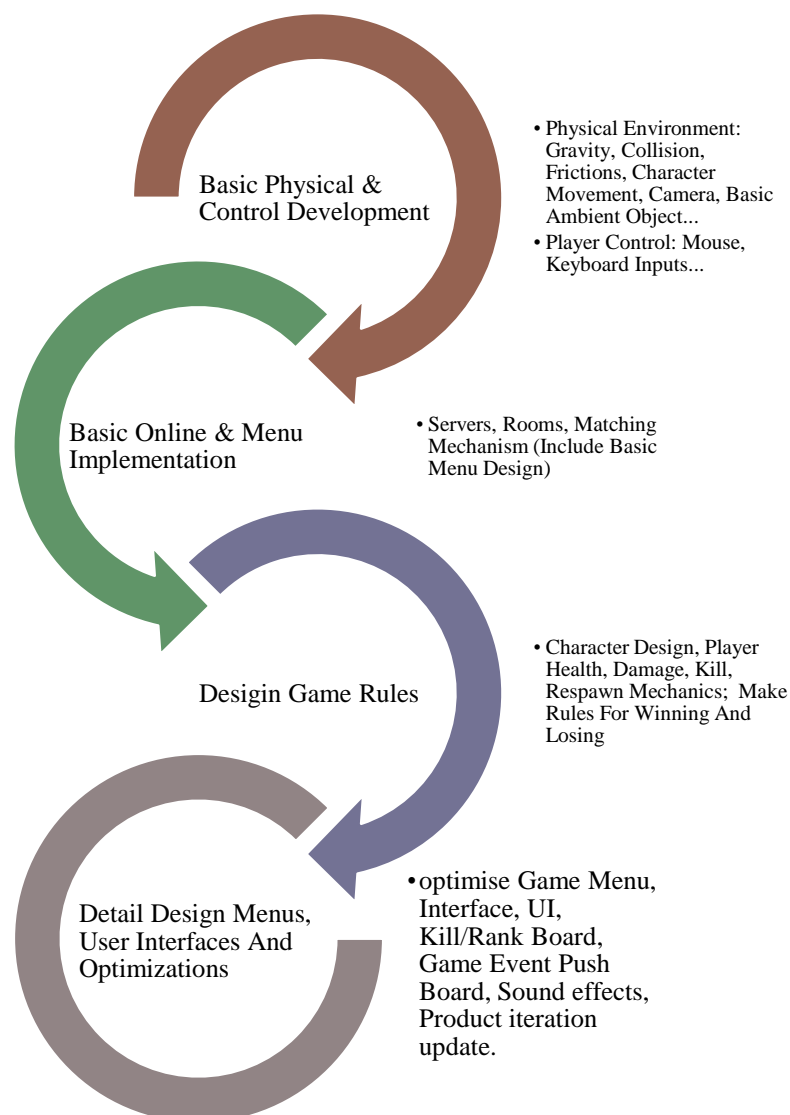 Basic Physical &
Control Development
• Physical Environment:
Gravity, Collision,
Frictions, Character
Movement, Camera, Basic
Ambient Object...
• Player Control: Mouse,
Keyboard Inputs...
Basic Online & Menu
Implementation
• Servers, Rooms, Matching
Mechanism (Include Basic
Menu Design)
Desigin Game Rules
• Character Design, Player
Health, Damage, Kill,
Respawn Mechanics;  Make
Rules For Winning And
Losing
Detail Design Menus,
User Interfaces And
Optimizations
•optimise Game Menu,
Interface, UI,
Kill/Rank Board,
Game Event Push
Board, Sound effects,
Product iteration
update.